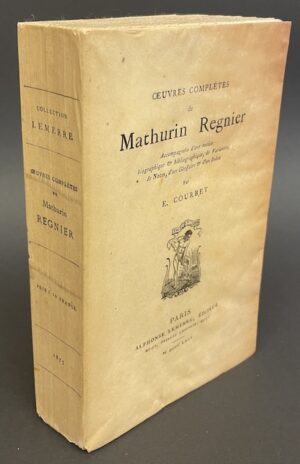 COLLECTION
LEMERRE
ŒUVRES COMPLÈTES
DE
Mathurin
REGNIER
1875
ŒUVRES COMPLÈTES
de
Mathurin Regnier
Accompagnées d'une notice
biographique & bibliographique, de Variantes,
de Notes, d'un Glossaire & d'un Index
Par
E. COURBET
PARIS
ALPHONSE LEMERRE, ÉDITEUR